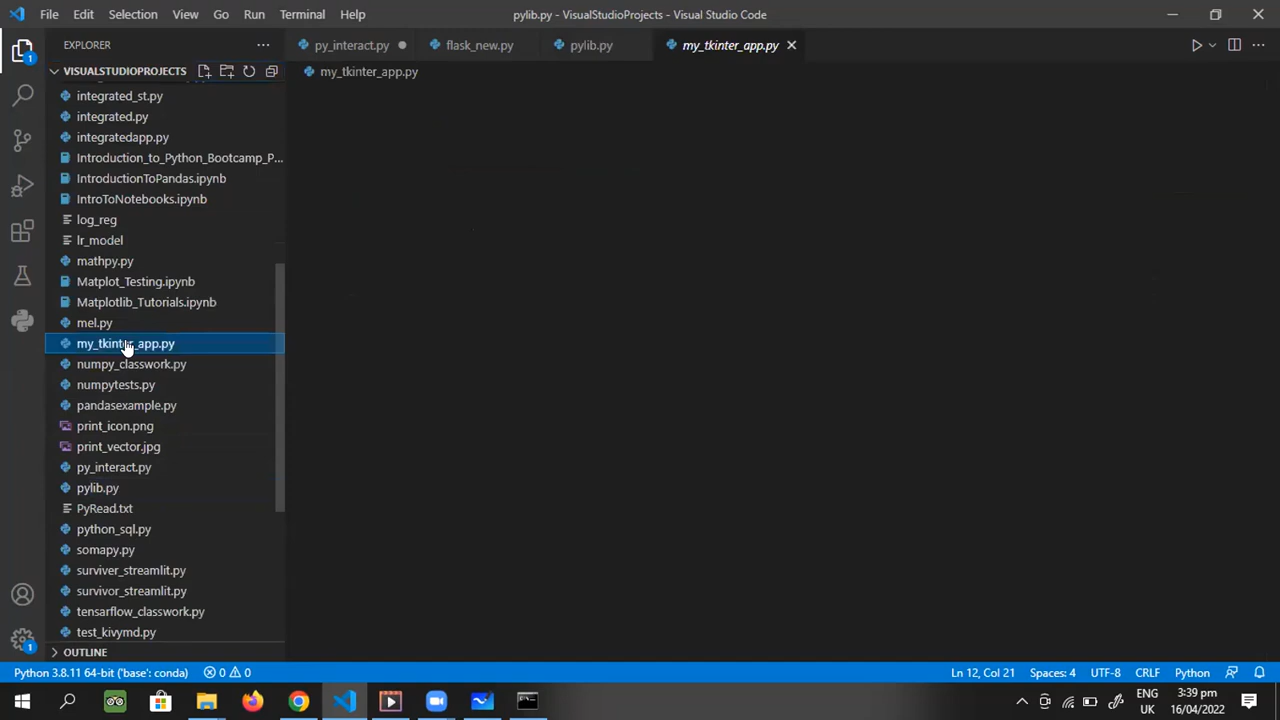 File Edit Selection View Go Run Terminal Help
pylib.py - VisualStudioProjects - Visual Studio Code
EXPLORER
py_interact.py
flask_new.py
pylib.py
my_tkinter_app.py
VISUALSTUDIOPROJECTS
my_tkinter_app.py
integrated_st.py
integrated.py
integratedapp.py
Introduction_to_Python_Bootcamp_P...
IntroductionToPandas.ipynb
IntroToNotebooks.ipynb
log_reg
lr_model
mathpy.py
Matplot_Testing.ipynb
Matplotlib_Tutorials.ipynb
mel.py
my_tkinter_app.py
numpy_classwork.py
numpytests.py
pandasexample.py
print_icon.png
print_vector.jpg
py_interact.py
pylib.py
PyRead.txt
python_sql.py
somapy.py
surviver_streamlit.py
survivor_streamlit.py
tensorflow_classwork.py
test_kivymd.py
OUTLINE
1
1
Python 3.8.11 64-bit ('base': conda) 0 0
Ln 12, Col 21 Spaces: 4 UTF-8 CRLF Python
ENG
UK
3:39 pm
16/04/2022